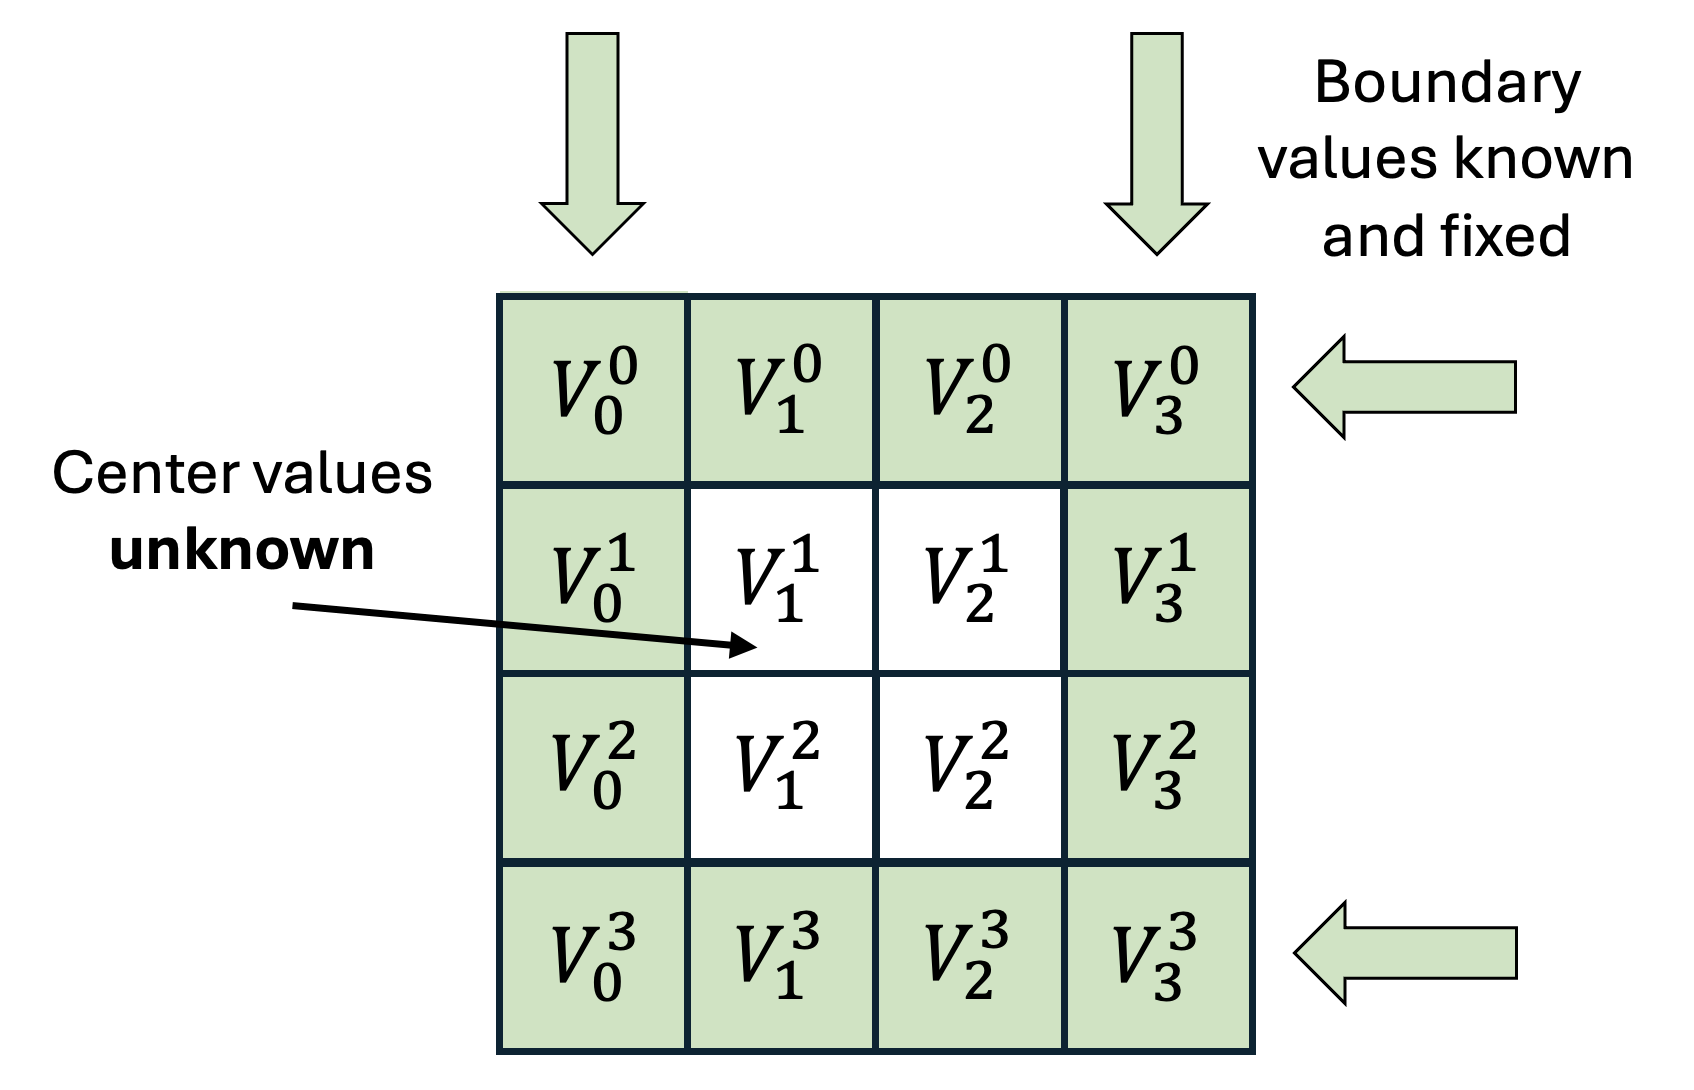 Boundary
values known
and fixed
Center values
unknown
V_0^0 V_1^0 V_2^0 V_3^0
V_0^1 V_1^1 V_2^1 V_3^1
V_0^2 V_1^2 V_2^2 V_3^2
V_0^3 V_1^3 V_2^3 V_3^3